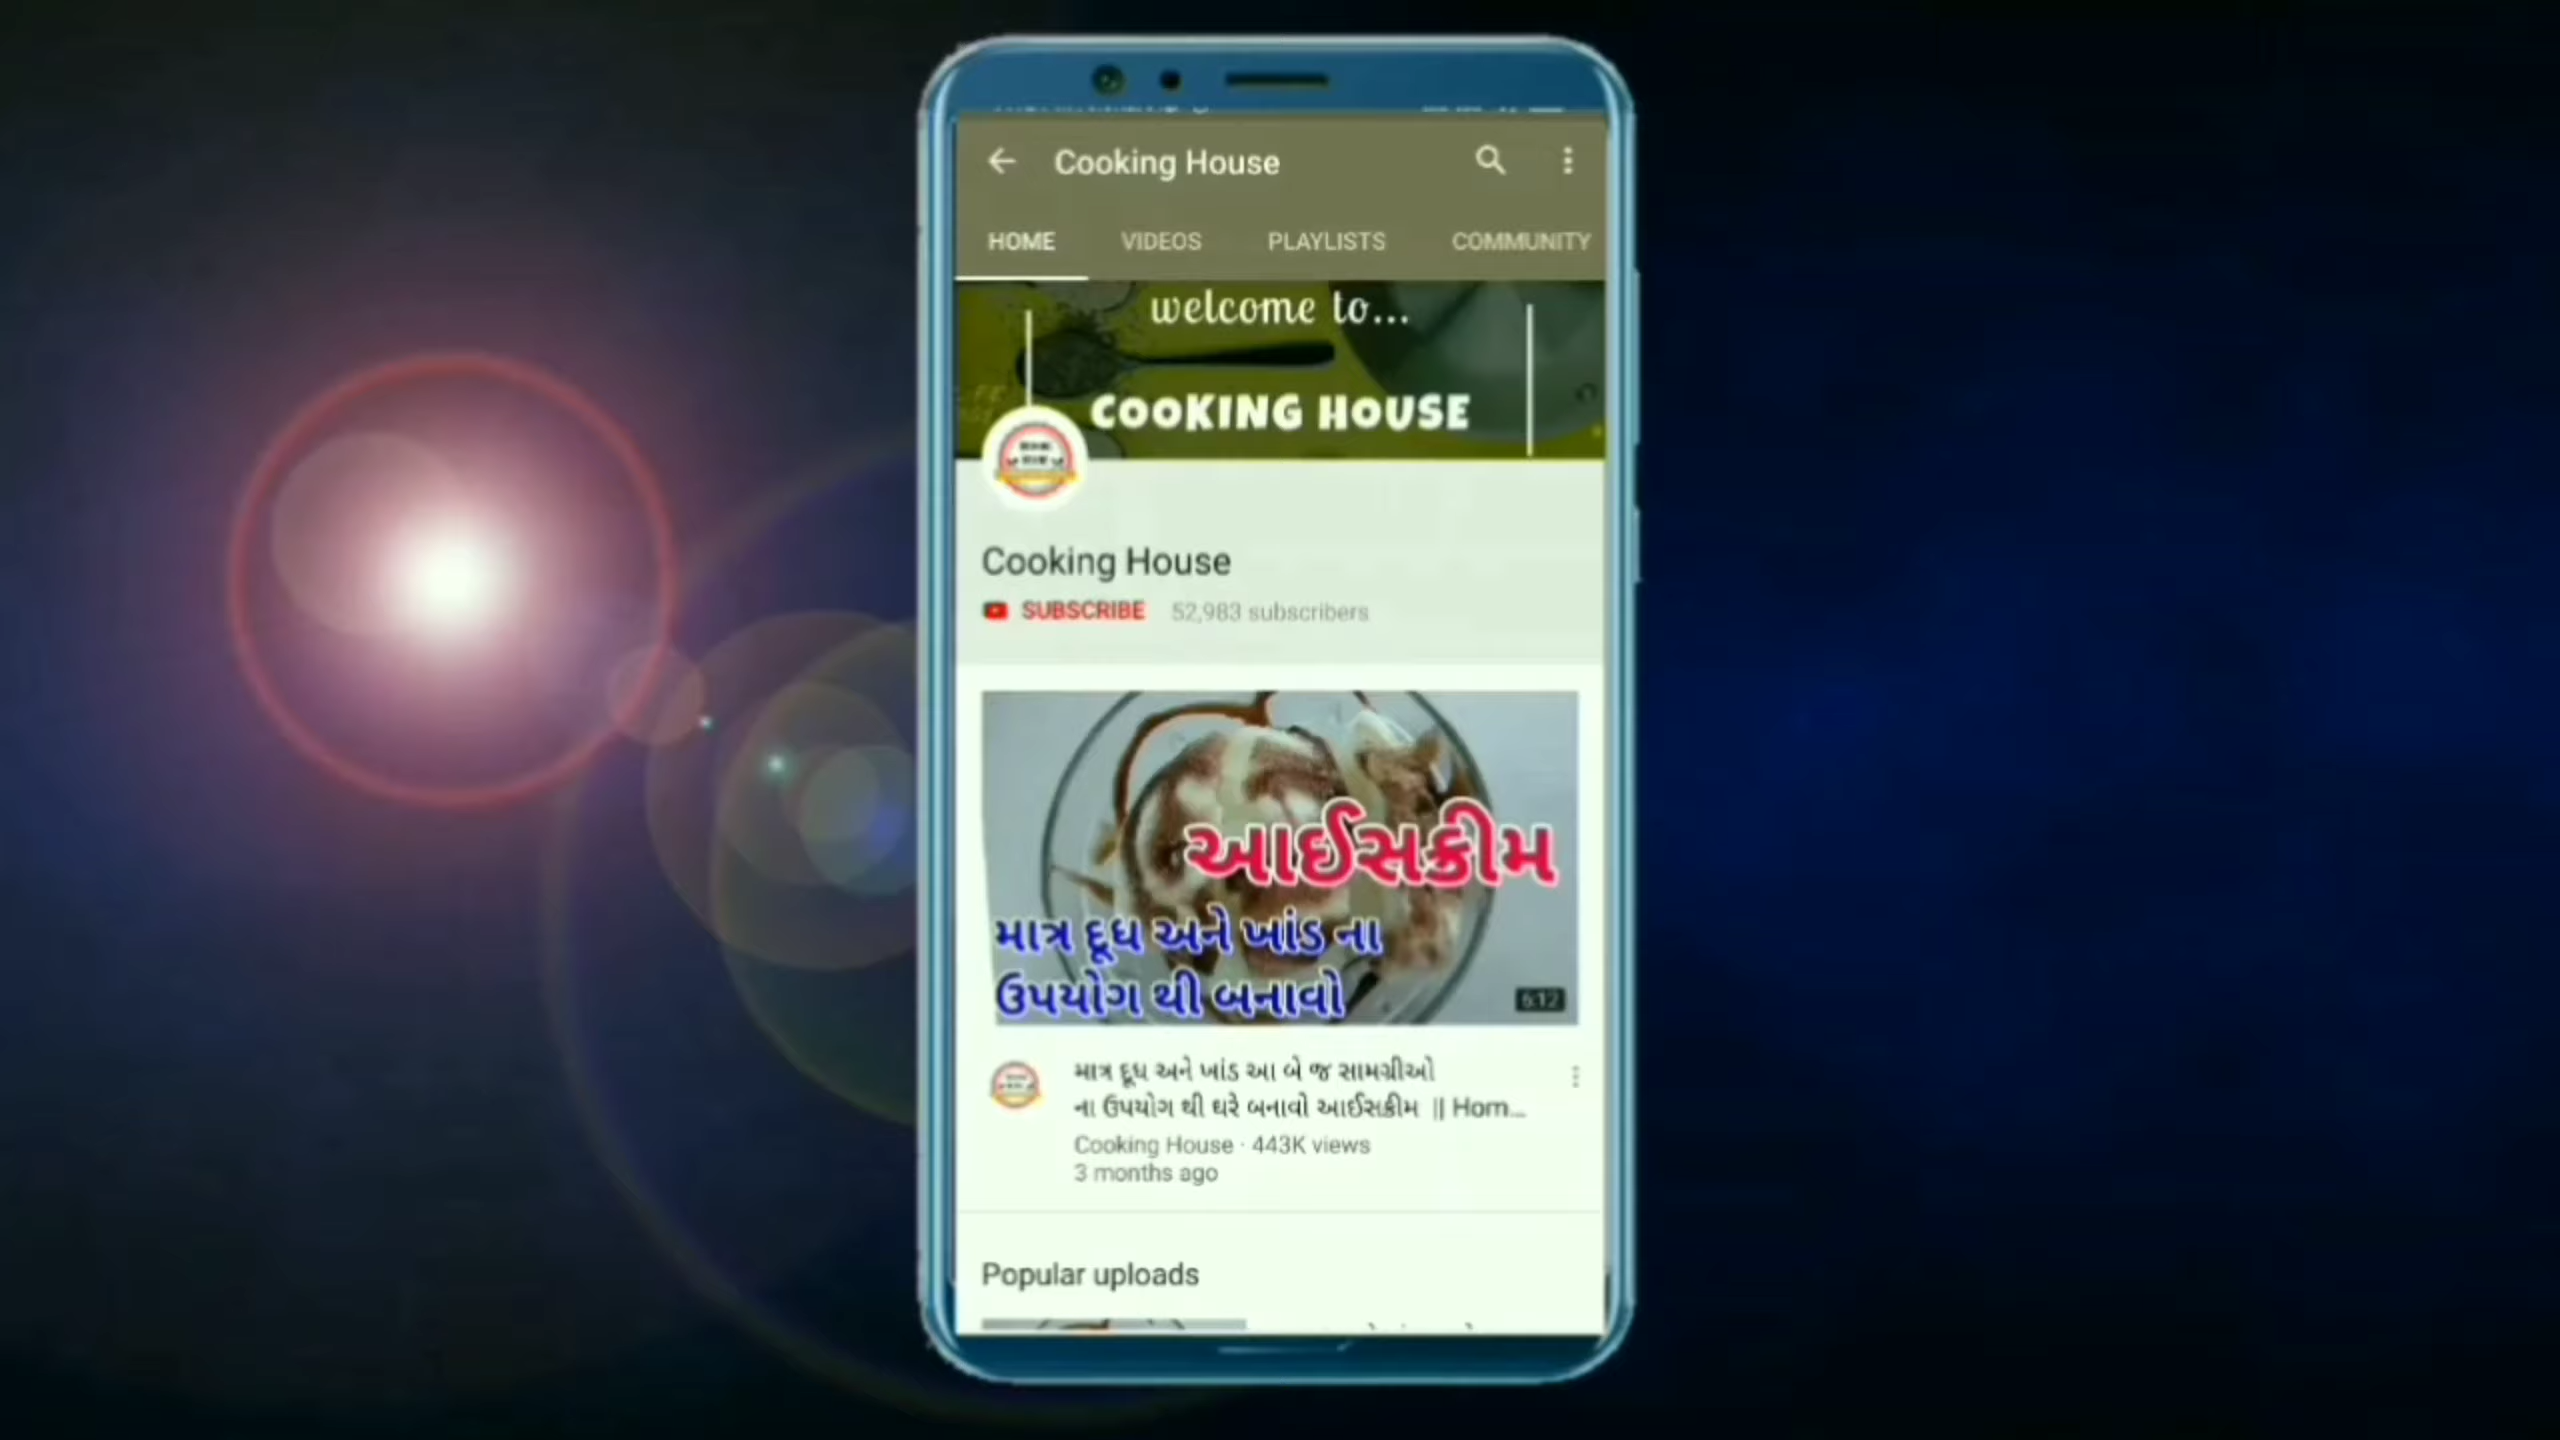 Cooking House
HOME VIDEOS PLAYLISTS COMMUNITY
welcome to...
COOKING HOUSE
Cooking House
SUBSCRIBE 52,983 subscribers
આઈસક્રીમ
માત્ર દૂધ અને ખાંડ ના
ઉપયોગ થી બનાવો
6:12
માત્ર દૂધ અને ખાંડ આ બે જ સામગ્રીઓ
ના ઉપયોગ થી ઘરે બનાવો આઈસક્રીમ || Hom...
Cooking House · 443K views
3 months ago
Popular uploads